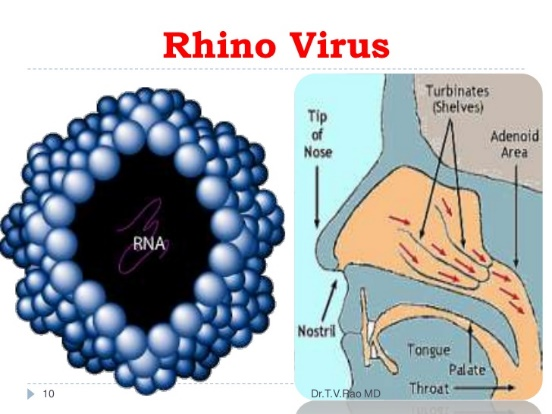 Rhino Virus
RNA
Tip
of
Nose
Turbinates
(Shelves)
Adenoid
Area
Nostril
Tongue
Palate
Throat
10
Dr.T.V.Rao MD